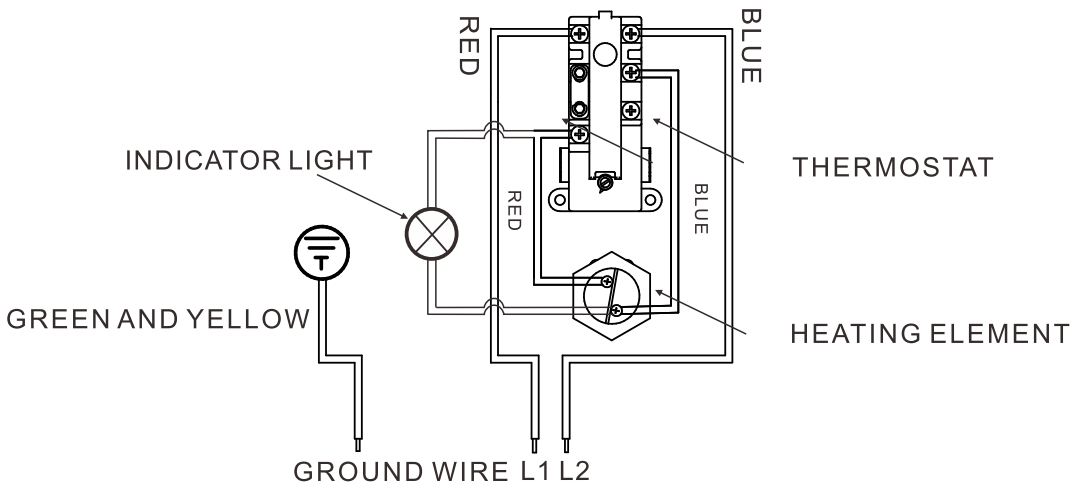 RED
BLUE
INDICATOR LIGHT
THERMOSTAT
RED
BLUE
GREEN AND YELLOW
HEATING ELEMENT
GROUND WIRE L1 L2